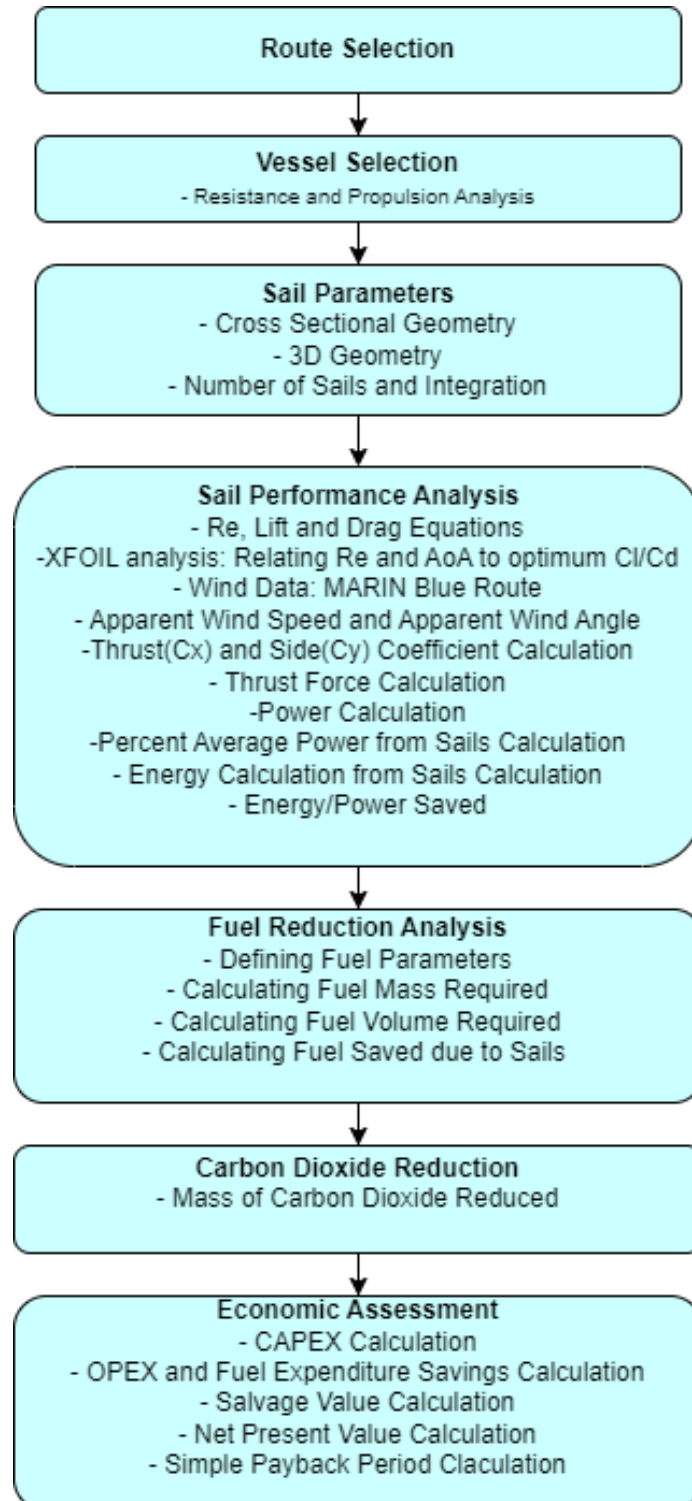 Route Selection
Vessel Selection
- Resistance and Propulsion Analysis
Sail Parameters
- Cross Sectional Geometry
- 3D Geometry
- Number of Sails and Integration
Sail Performance Analysis
- Re, Lift and Drag Equations
-XFOIL analysis: Relating Re and AoA to optimum Cl/Cd
- Wind Data: MARIN Blue Route
- Apparent Wind Speed and Apparent Wind Angle
-Thrust(Cx) and Side(Cy) Coefficient Calculation
- Thrust Force Calculation
-Power Calculation
-Percent Average Power from Sails Calculation
- Energy Calculation from Sails Calculation
- Energy/Power Saved
Fuel Reduction Analysis
- Defining Fuel Parameters
- Calculating Fuel Mass Required
- Calculating Fuel Volume Required
- Calculating Fuel Saved due to Sails
Carbon Dioxide Reduction
- Mass of Carbon Dioxide Reduced
Economic Assessment
- CAPEX Calculation
- OPEX and Fuel Expenditure Savings Calculation
- Salvage Value Calculation
- Net Present Value Calculation
- Simple Payback Period Claculation